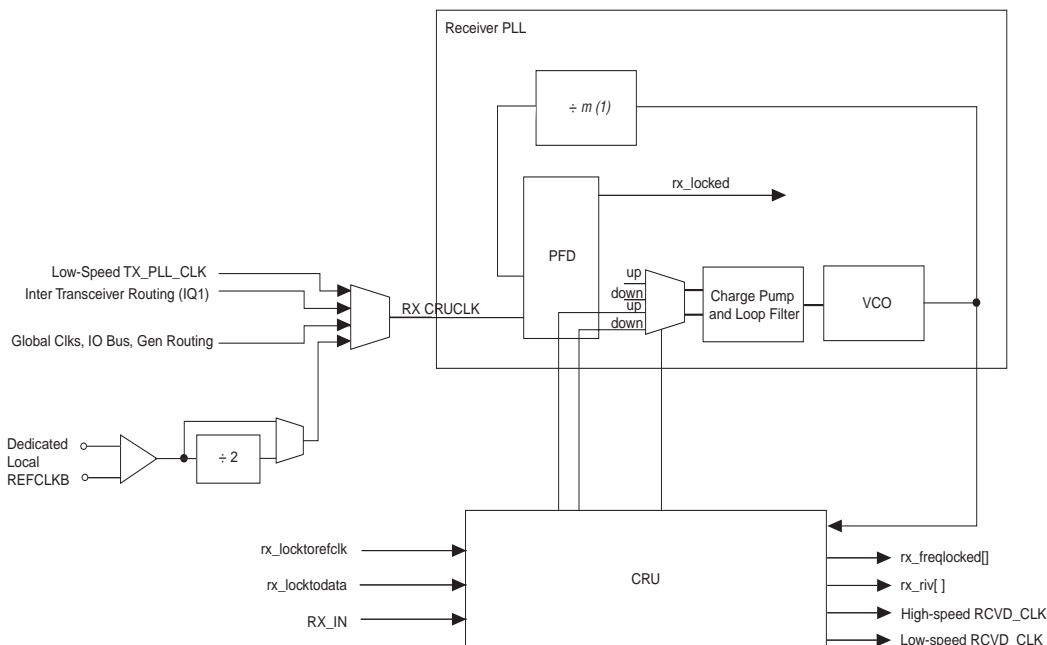 Receiver PLL
÷ m (1)
rx_locked
PFD
Low-Speed TX_PLL_CLK
Inter Transceiver Routing (IQ1)
Global Clks, IO Bus, Gen Routing
RX_CRUCLK
up
down
up
down
Charge Pump
and Loop Filter
VCO
Dedicated
Local
REFCLKB
÷ 2
rx_locktorefclk
rx_locktodata
RX_IN
CRU
rx_freqlocked[]
rx_riv[ ]
High-speed RCVD_CLK
Low-speed RCVD_CLK